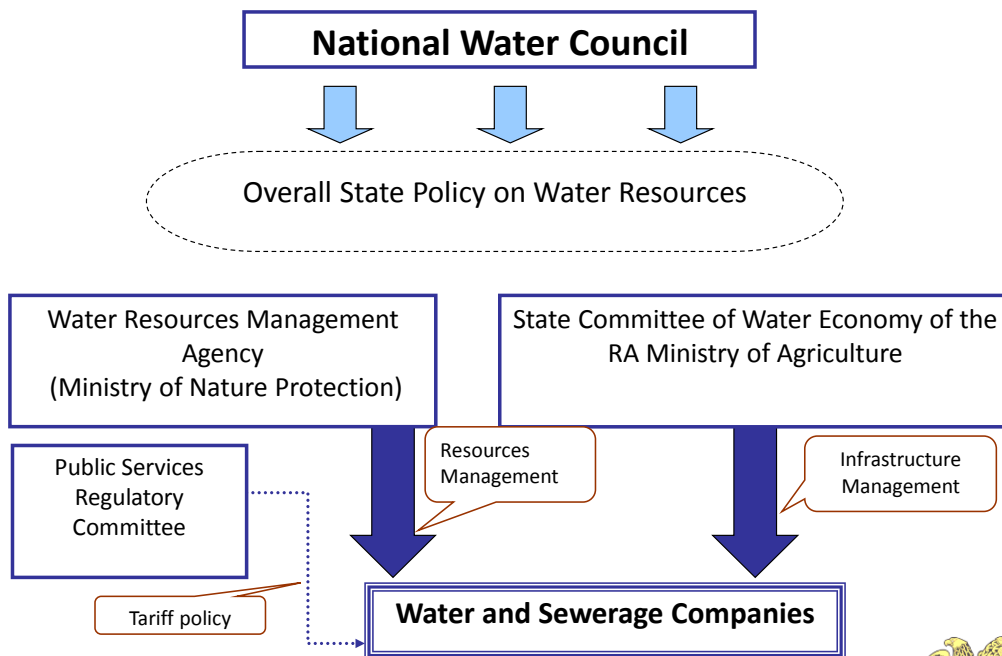 National Water Council
Overall State Policy on Water Resources
Water Resources Management
Agency
(Ministry of Nature Protection)
State Committee of Water Economy of the
RA Ministry of Agriculture
Public Services
Regulatory
Committee
Resources
Management
Infrastructure
Management
Tariff policy
Water and Sewerage Companies